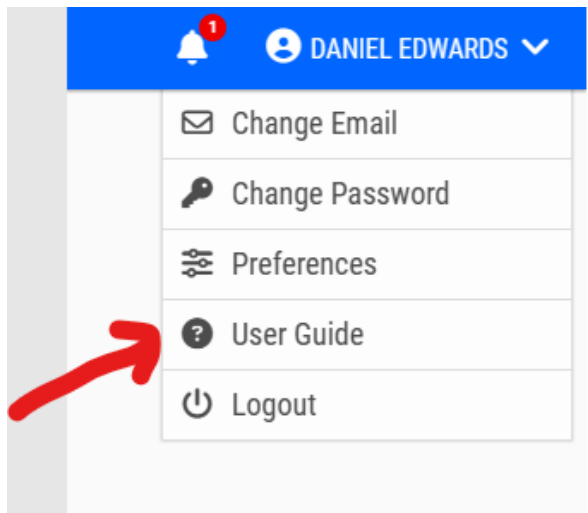 1
DANIEL EDWARDS
Change Email
Change Password
Preferences
User Guide
Logout